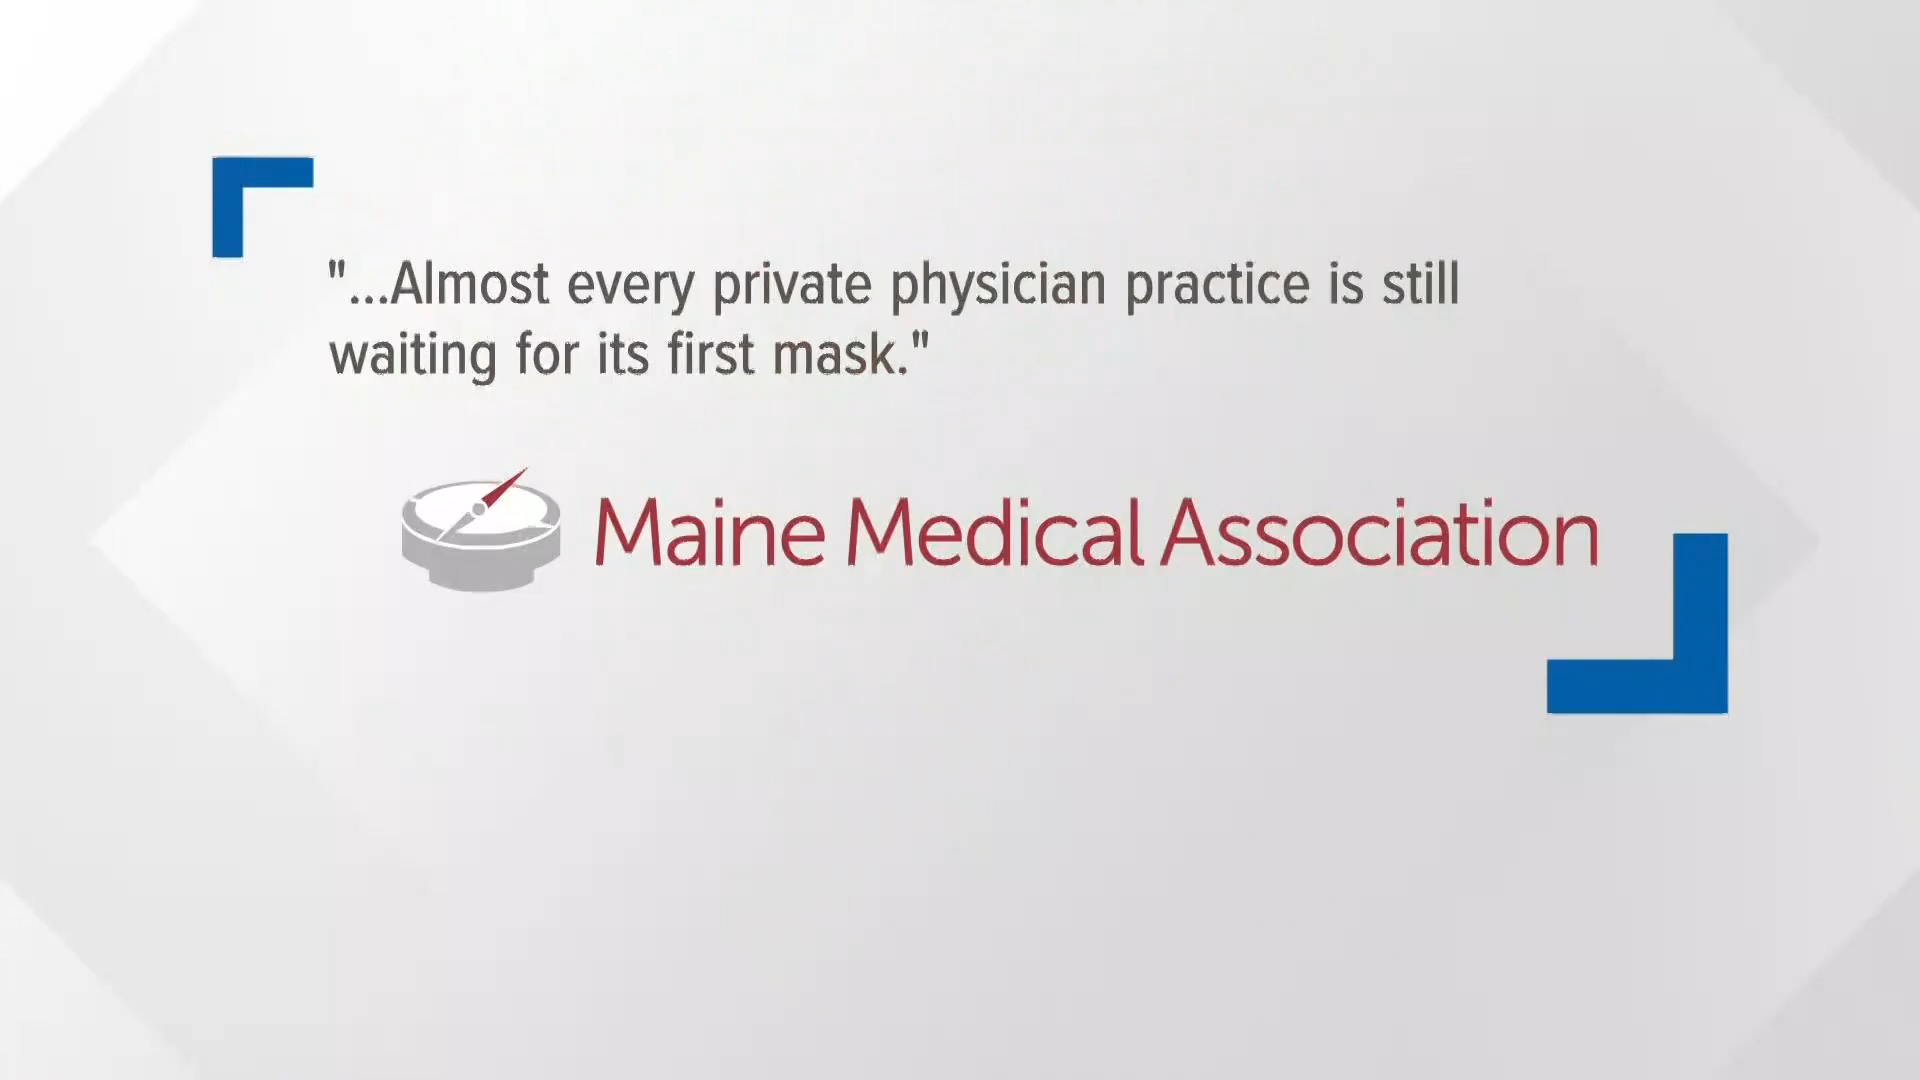 "...Almost every private physician practice is still
waiting for its first mask."
Maine Medical Association